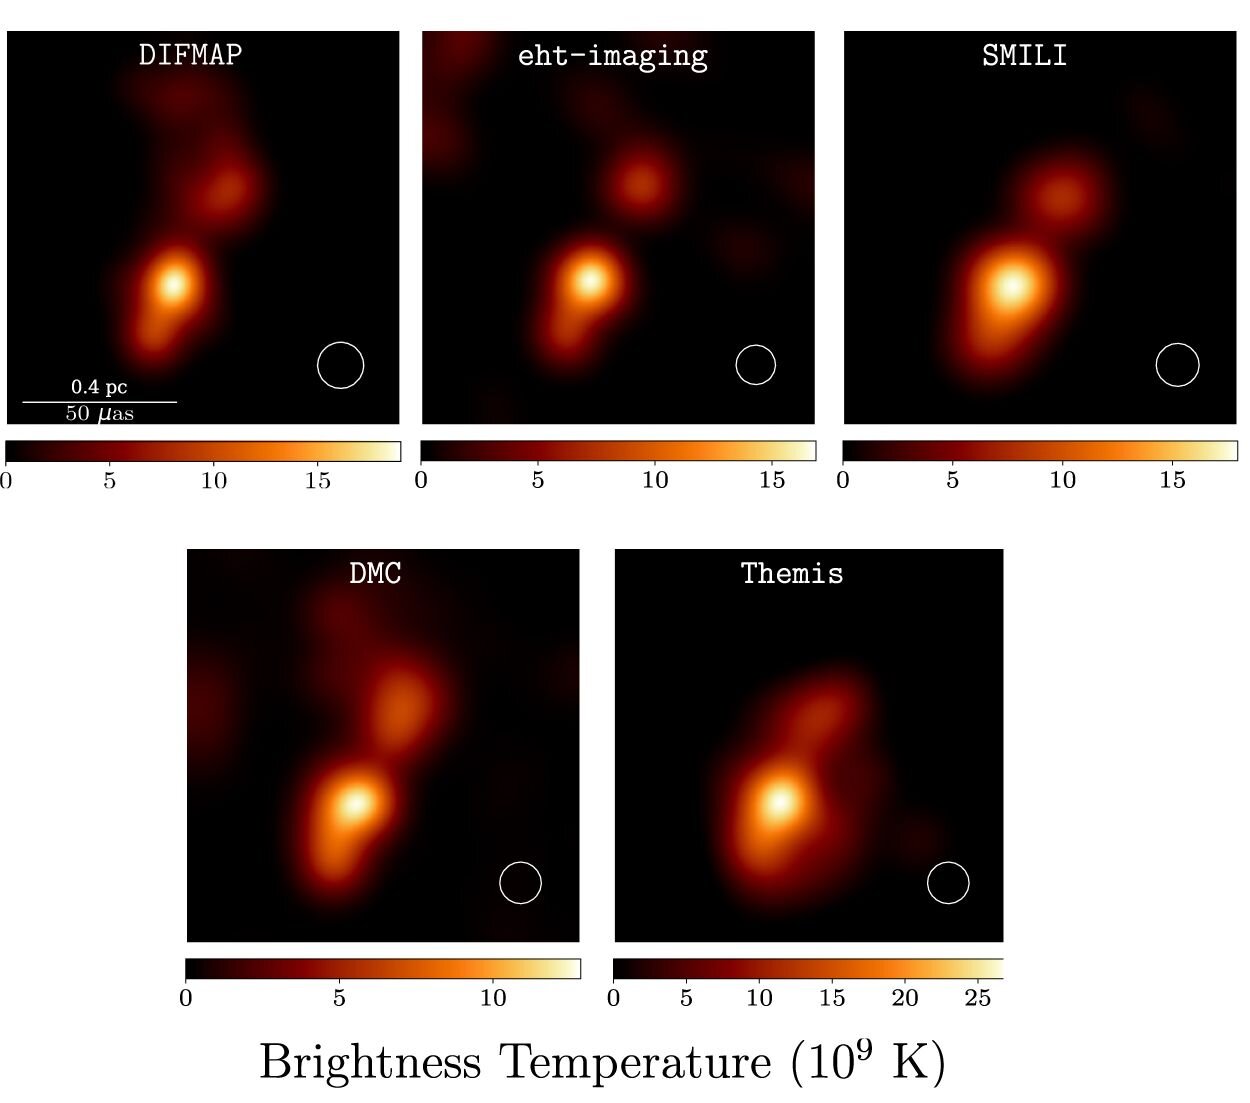 DIFMAP
eht-imaging
SMILI
0.4 pc
50 μas
0 5 10 15
0 5 10 15
0 5 10 15
DMC
Themis
0 5 10
0 5 10 15 20 25
Brightness Temperature (10⁹ K)